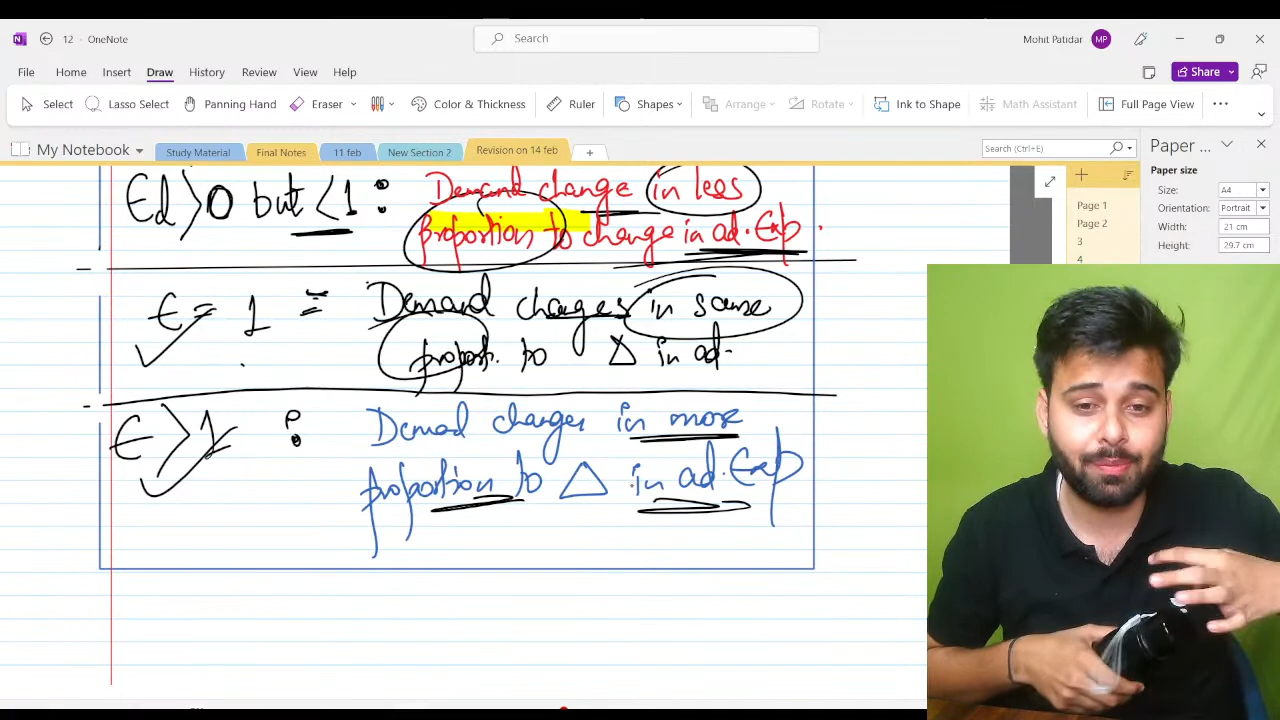 12 - OneNote
Search
Mohit Patidar MP
File Home Insert Draw History Review View Help
Share
Select Lasso Select Panning Hand Eraser Color & Thickness Ruler Shapes Arrange Rotate Ink to Shape Math Assistant Full Page View
My Notebook Study Material Final Notes 11 feb New Section 2 Revision on 14 feb
Search (Ctrl+E)
Paper ...
Paper size
Size: A4
Orientation: Portrait
Width: 21 cm
Height: 29.7 cm
Page 1
Page 2
3
4
Ed > 0 but < 1 : Demand change in less
proportion to change in ad. Exp.
E = 1 = Demand changes in same
proport. to Δ in ad.
E > 1 : Demad changes in more
proportion to Δ in ad. Exp